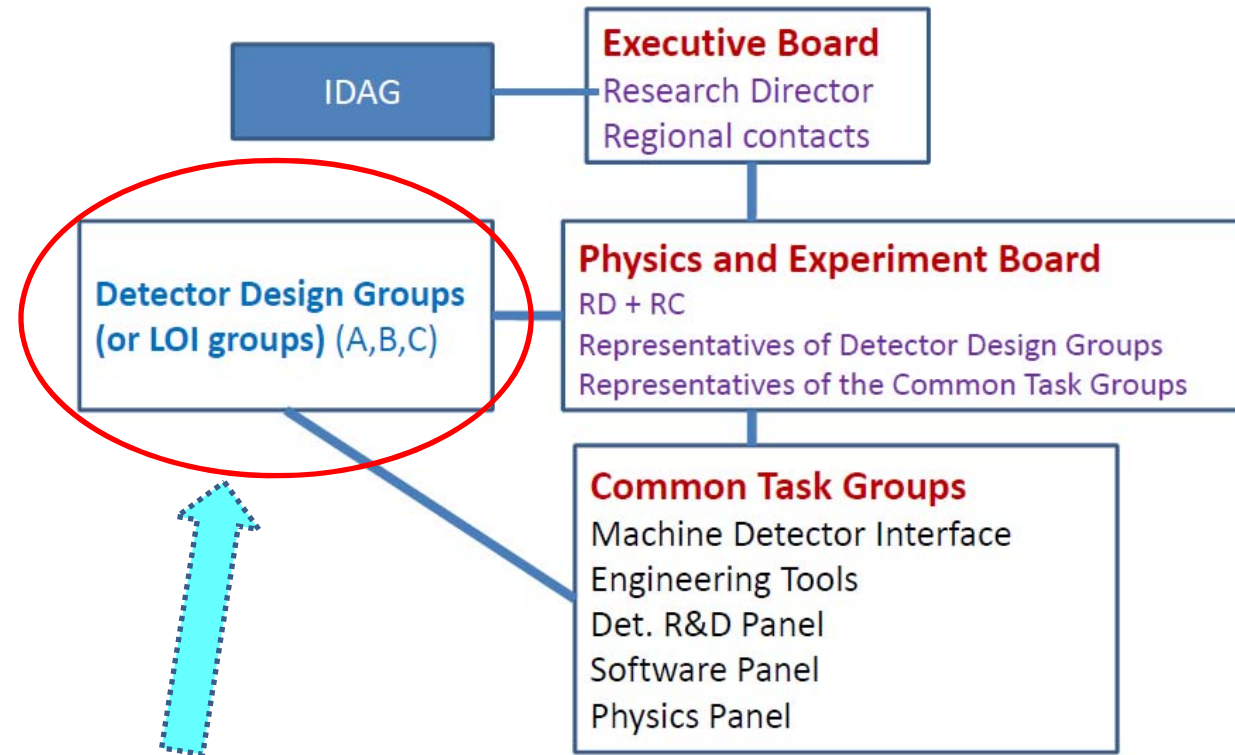 IDAG
Executive Board
Research Director
Regional contacts
Detector Design Groups
(or LOI groups) (A,B,C)
Physics and Experiment Board
RD + RC
Representatives of Detector Design Groups
Representatives of the Common Task Groups
Common Task Groups
Machine Detector Interface
Engineering Tools
Det. R&D Panel
Software Panel
Physics Panel